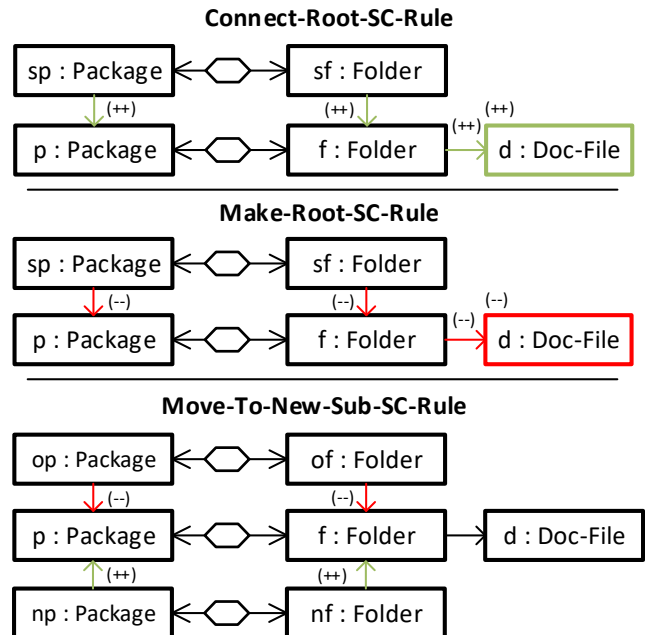 Connect-Root-SC-Rule
sp : Package sf : Folder
(++) (++) (++) (++)
p : Package f : Folder d : Doc-File
Make-Root-SC-Rule
sp : Package sf : Folder
(--) (--) (--) (--)
p : Package f : Folder d : Doc-File
Move-To-New-Sub-SC-Rule
op : Package of : Folder
(--) (--)
p : Package f : Folder d : Doc-File
(++) (++)
np : Package nf : Folder